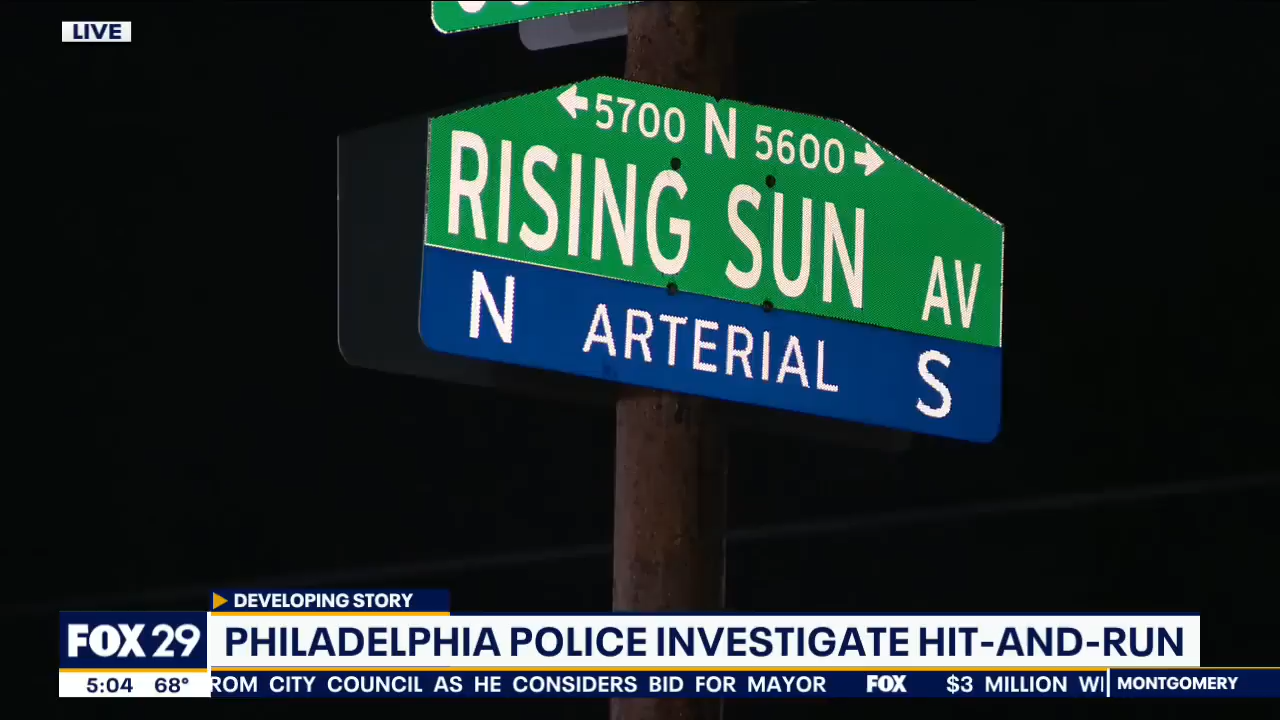 LIVE
← 5700 N 5600 →
RISING SUN AV
N ARTERIAL S
DEVELOPING STORY
FOX 29
PHILADELPHIA POLICE INVESTIGATE HIT-AND-RUN
5:04 68° ROM CITY COUNCIL AS HE CONSIDERS BID FOR MAYOR FOX $3 MILLION MONTGOMERY